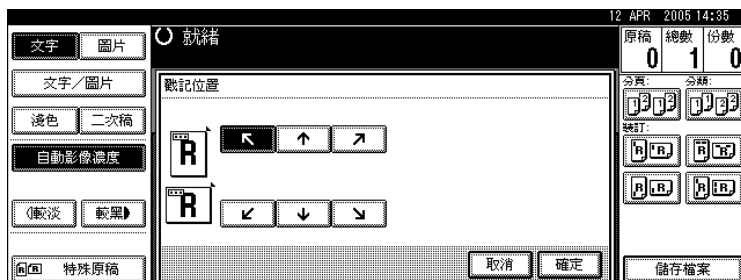 12 APR 2005 14:35
文字 圖片
就緒
原稿 總數 份數
0 1 0
文字/圖片
戳記位置
分頁: 分類:
淺色 二次稿
裝訂:
自動影像濃度
較淡 較黑
取消 確定
特殊原稿
儲存檔案